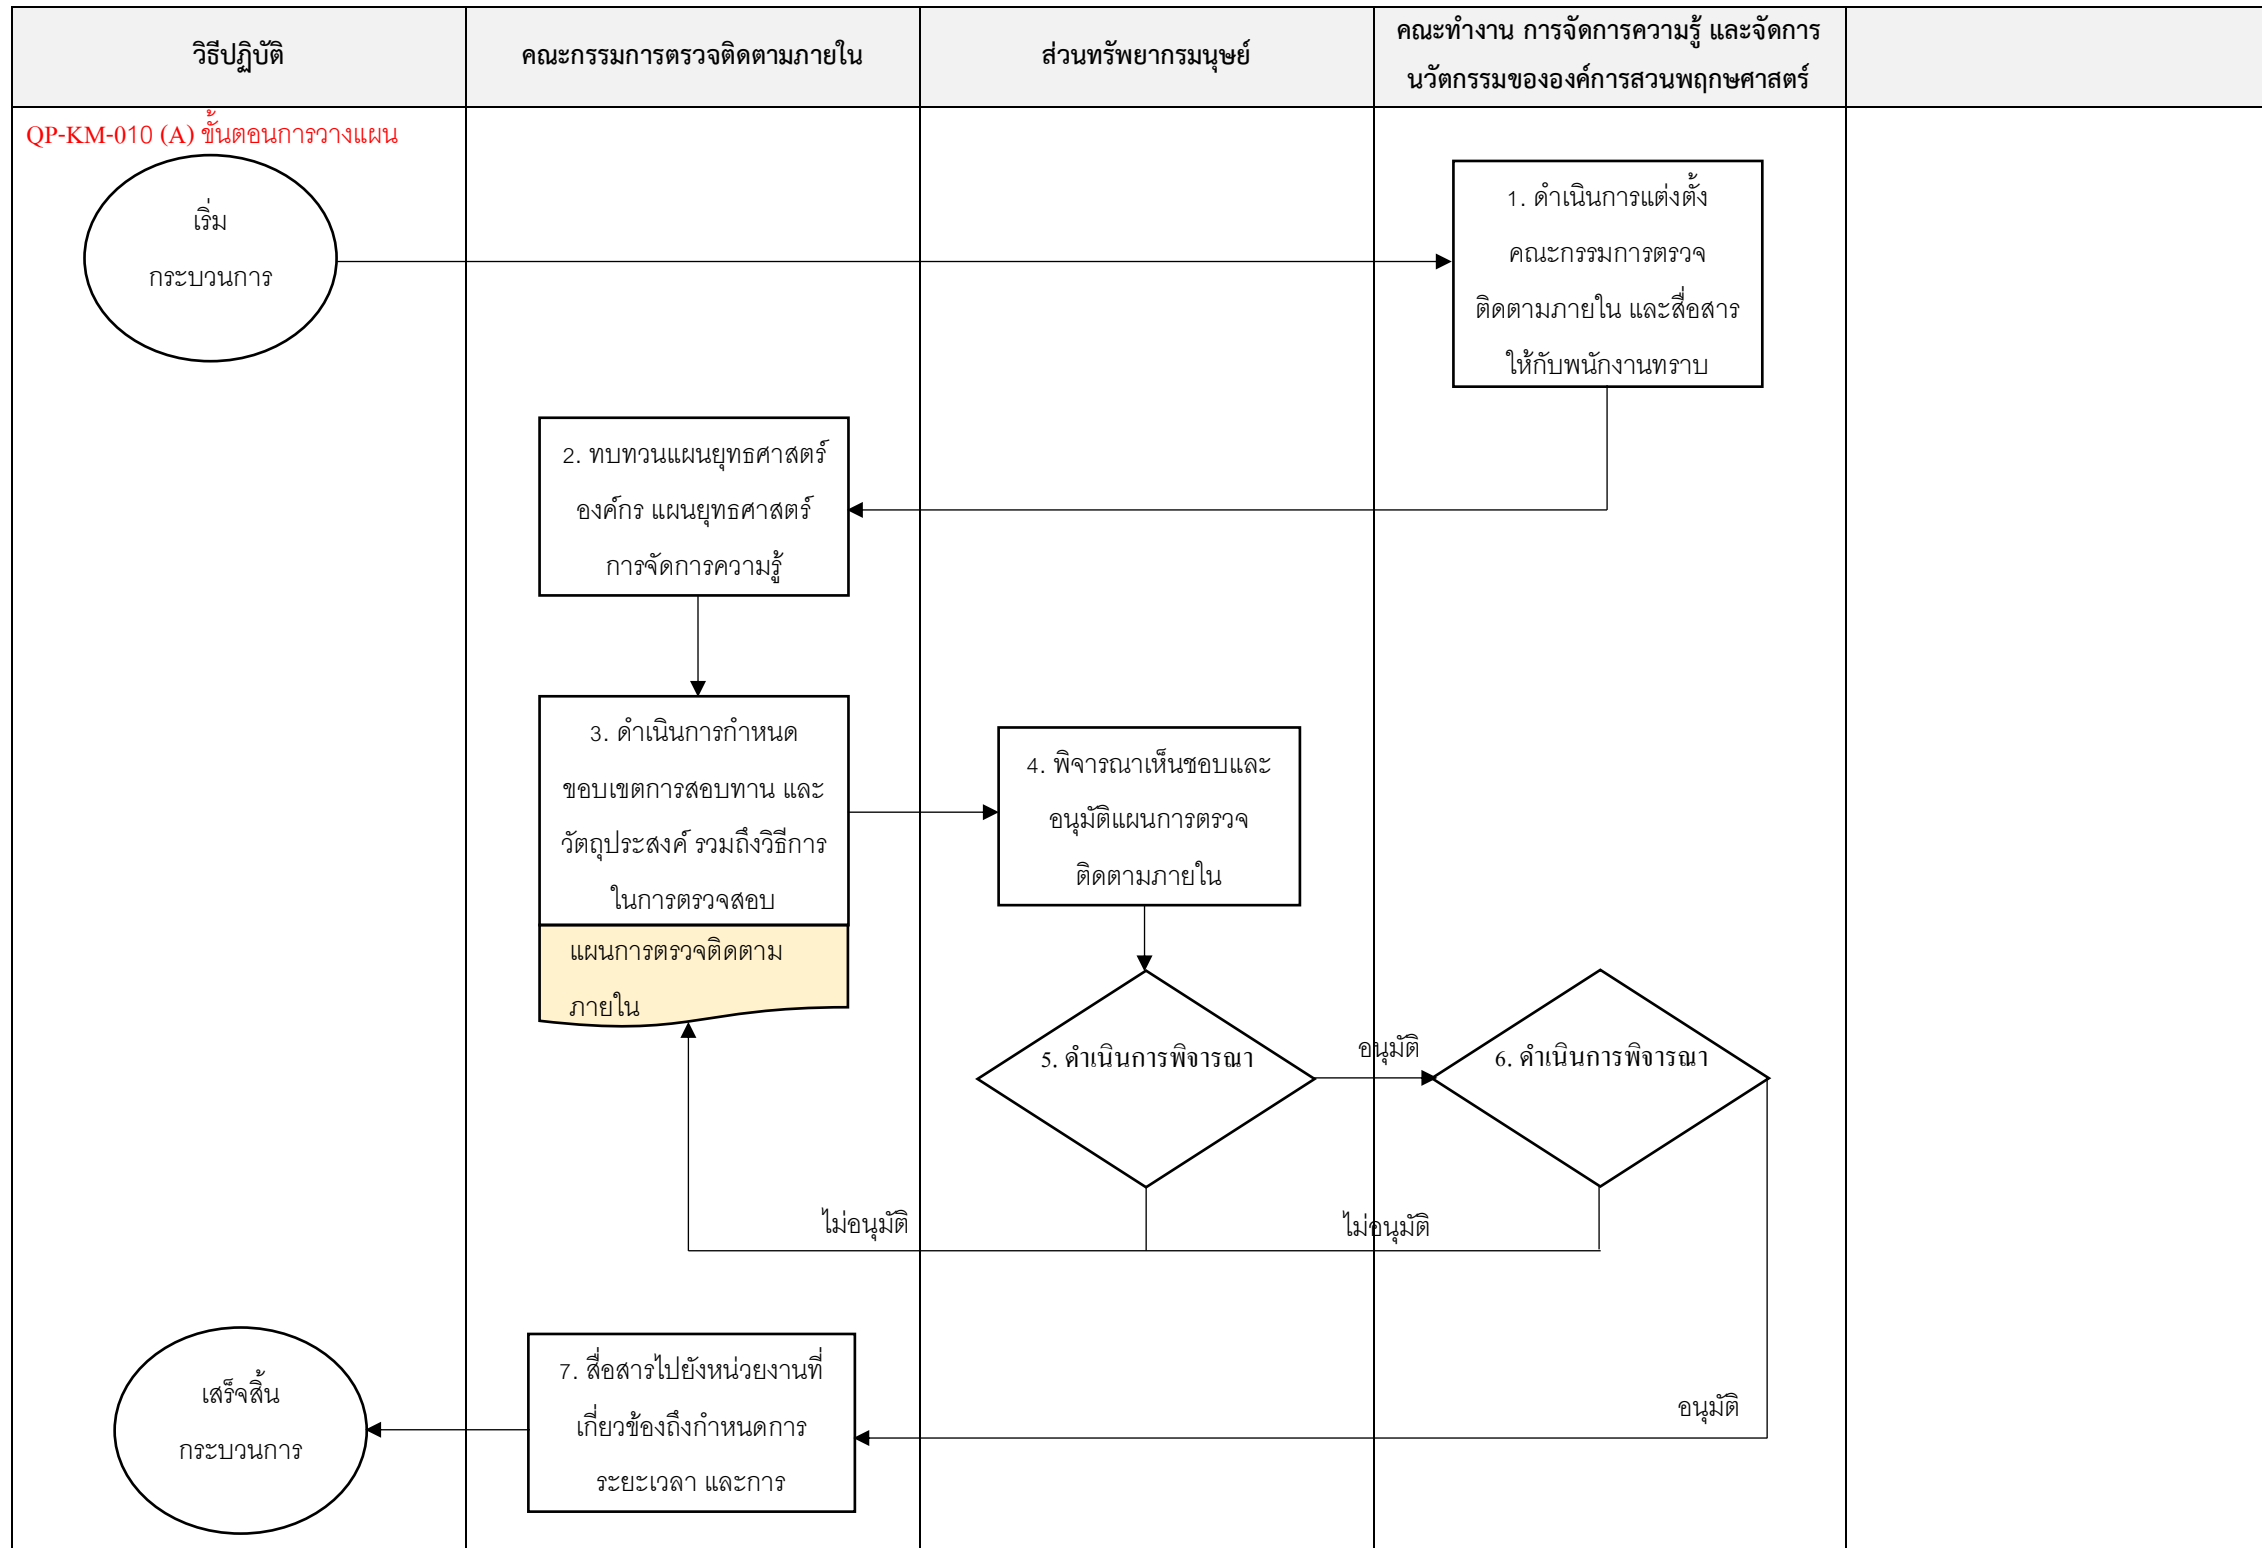 วิธีปฏิบัติ
คณะกรรมการตรวจติดตามภายใน
ส่วนทรัพยากรมนุษย์
คณะทำงาน การจัดการความรู้ และจัดการ
นวัตกรรมขององค์การสวนพฤกษศาสตร์
QP-KM-010 (A) ขั้นตอนการวางแผน
เริ่ม
กระบวนการ
1. ดำเนินการแต่งตั้ง
คณะกรรมการตรวจ
ติดตามภายใน และสื่อสาร
ให้กับพนักงานทราบ
2. ทบทวนแผนยุทธศาสตร์
องค์กร แผนยุทธศาสตร์
การจัดการความรู้
3. ดำเนินการกำหนด
ขอบเขตการสอบทาน และ
วัตถุประสงค์ รวมถึงวิธีการ
ในการตรวจสอบ
แผนการตรวจติดตาม
ภายใน
4. พิจารณาเห็นชอบและ
อนุมัติแผนการตรวจ
ติดตามภายใน
5. ดำเนินการพิจารณา
อนุมัติ
6. ดำเนินการพิจารณา
ไม่อนุมัติ
ไม่อนุมัติ
อนุมัติ
7. สื่อสารไปยังหน่วยงานที่
เกี่ยวข้องถึงกำหนดการ
ระยะเวลา และการ
เสร็จสิ้น
กระบวนการ